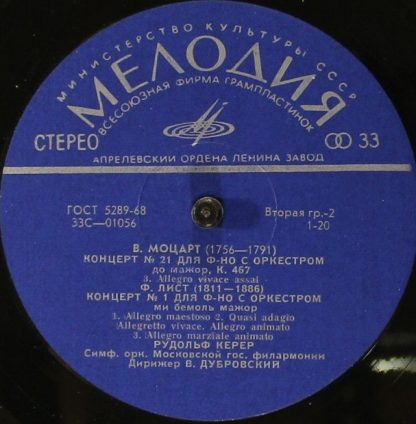 МИНИСТЕРСТВО КУЛЬТУРЫ СССР
МЕЛОДИЯ
ВСЕСОЮЗНАЯ ФИРМА ГРАМПЛАСТИНОК
СТЕРЕО
33
АПРЕЛЕВСКИЙ ОРДЕНА ЛЕНИНА ЗАВОД
ГОСТ 5289-68
Вторая гр.-2
33С—01056
1-20
В. МОЦАРТ (1756—1791)
КОНЦЕРТ № 21 ДЛЯ Ф-НО С ОРКЕСТРОМ
до мажор, К. 467
3. Allegro vivace assai
Ф. ЛИСТ (1811—1886)
КОНЦЕРТ № 1 ДЛЯ Ф-НО С ОРКЕСТРОМ
ми бемоль мажор
1. Allegro maestoso 2. Quasi adagio
Allegretto vivace. Allegro animato
3. Allegro marziale animato
РУДОЛЬФ КЕРЕР
Симф. орк. Московской гос. филармонии
Дирижер В. ДУБРОВСКИЙ